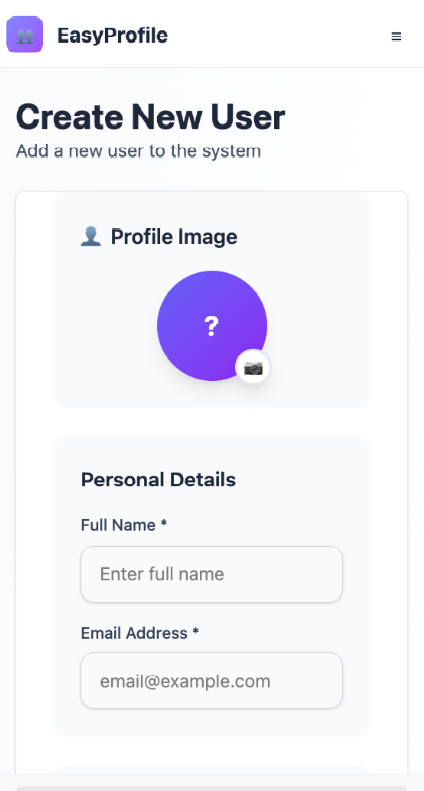 EasyProfile
Create New User
Add a new user to the system
Profile Image
?
Personal Details
Full Name *
Enter full name
Email Address *
email@example.com